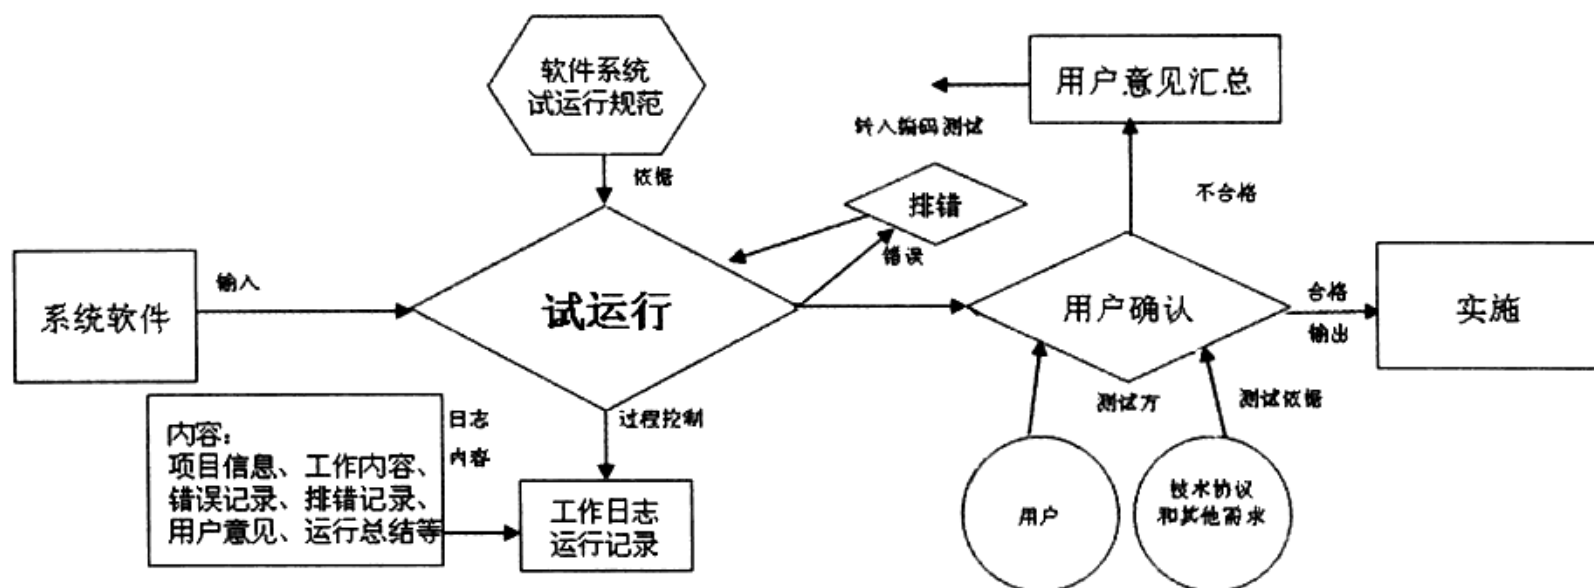 软件系统
试运行规范
依据
用户意见汇总
转入编码测试
排错
错误
不合格
系统软件
输入
试运行
用户确认
合格
输出
实施
过程控制
日志
内容
内容：
项目信息、工作内容、
错误记录、排错记录、
用户意见、运行总结等
工作日志
运行记录
测试方
测试依据
用户
技术协议
和其他需求